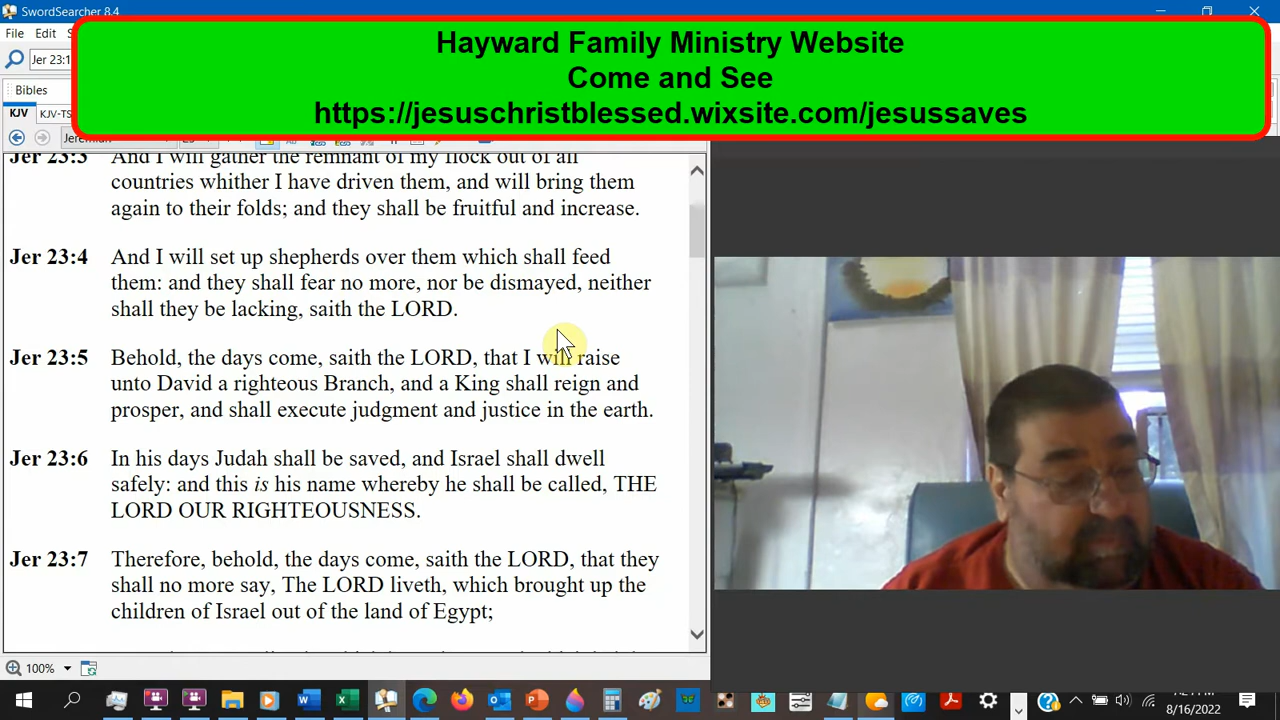 SwordSearcher 8.4
File Edit
Hayward Family Ministry Website
Come and See
https://jesuschristblessed.wixsite.com/jesussaves
Jer 23:1
Bibles
KJV KJV-TS
Jer 23:3 And I will gather the remnant of my flock out of all
countries whither I have driven them, and will bring them
again to their folds; and they shall be fruitful and increase.
Jer 23:4 And I will set up shepherds over them which shall feed
them: and they shall fear no more, nor be dismayed, neither
shall they be lacking, saith the LORD.
Jer 23:5 Behold, the days come, saith the LORD, that I will raise
unto David a righteous Branch, and a King shall reign and
prosper, and shall execute judgment and justice in the earth.
Jer 23:6 In his days Judah shall be saved, and Israel shall dwell
safely: and this is his name whereby he shall be called, THE
LORD OUR RIGHTEOUSNESS.
Jer 23:7 Therefore, behold, the days come, saith the LORD, that they
shall no more say, The LORD liveth, which brought up the
children of Israel out of the land of Egypt;
100%
8/16/2022